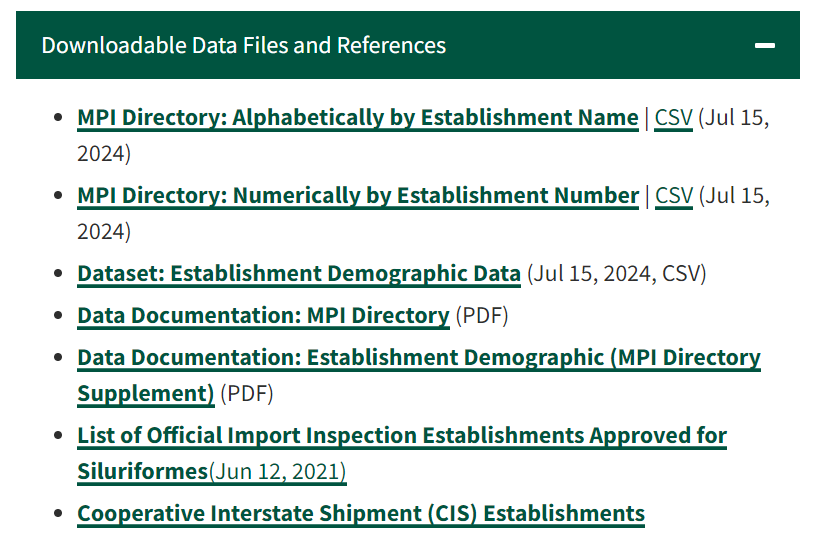 Downloadable Data Files and References
MPI Directory: Alphabetically by Establishment Name | CSV (Jul 15,
2024)
MPI Directory: Numerically by Establishment Number | CSV (Jul 15,
2024)
Dataset: Establishment Demographic Data (Jul 15, 2024, CSV)
Data Documentation: MPI Directory (PDF)
Data Documentation: Establishment Demographic (MPI Directory
Supplement) (PDF)
List of Official Import Inspection Establishments Approved for
Siluriformes(Jun 12, 2021)
Cooperative Interstate Shipment (CIS) Establishments